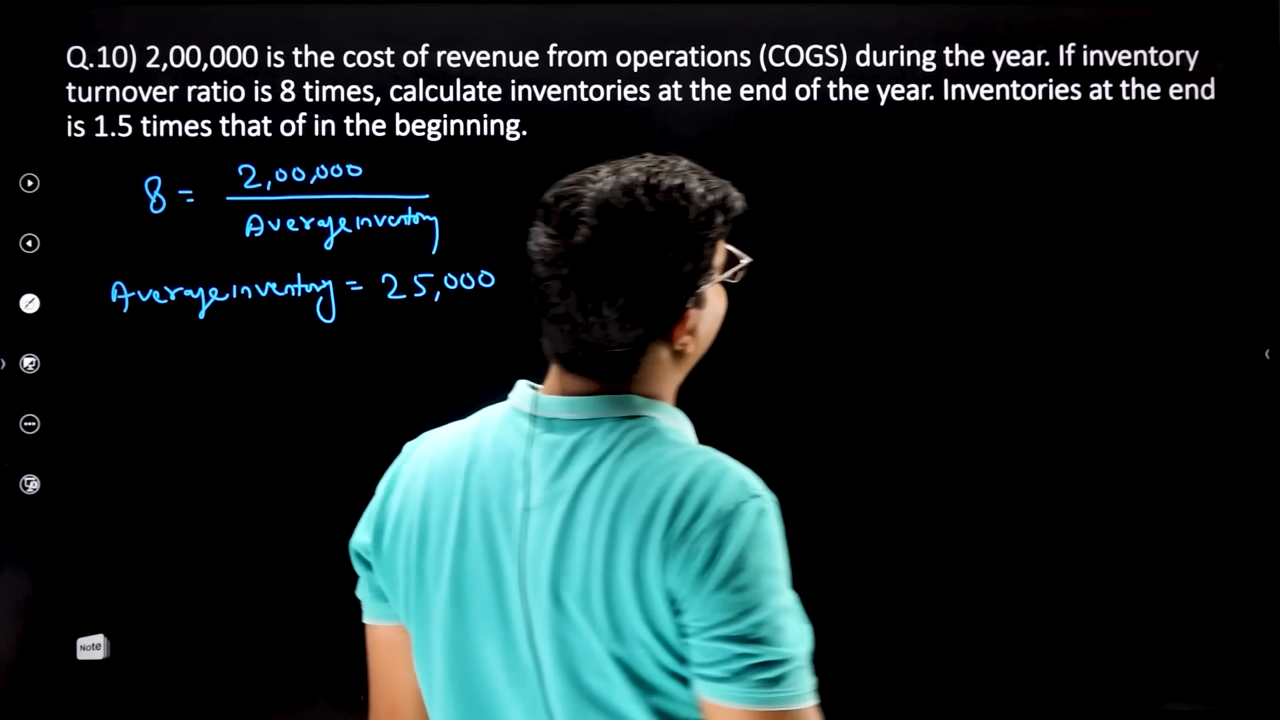 Q.10) 2,00,000 is the cost of revenue from operations (COGS) during the year. If inventory
turnover ratio is 8 times, calculate inventories at the end of the year. Inventories at the end
is 1.5 times that of in the beginning.
8 = 2,00,000
Average inventory
Average inventory = 25,000
Note